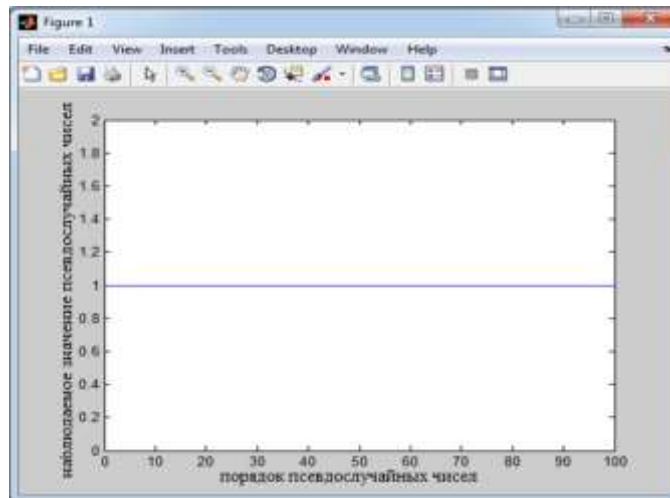 Figure 1
File Edit View Insert Tools Desktop Window Help
наблюдаемое значение псевдослучайных чисел
2
1.8
1.6
1.4
1.2
1
0.8
0.6
0.4
0.2
0
0 10 20 30 40 50 60 70 80 90 100
порядок псевдослучайных чисел